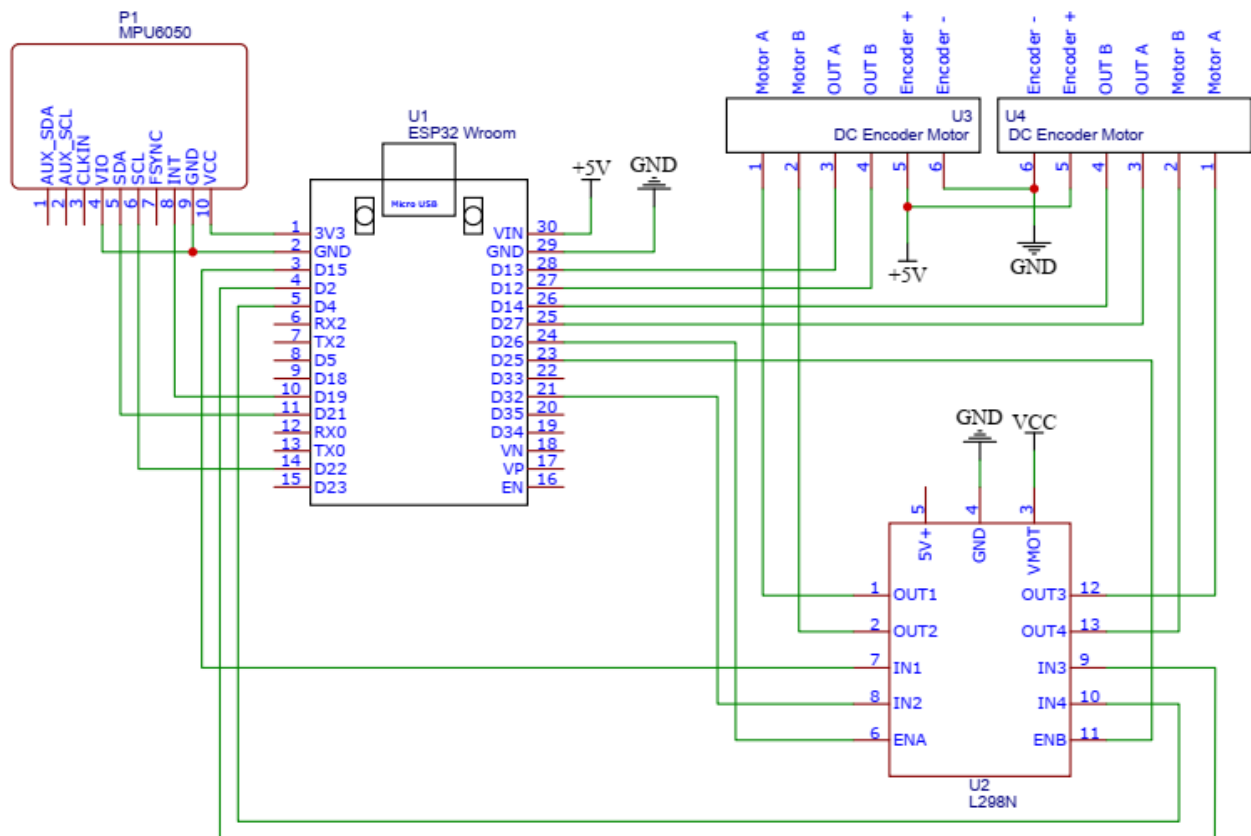 P1
MPU6050
AUX_SDA
AUX_SCL
CLKIN
VIO
SDA
SCL
FSYNC
INT
GND
VCC
1
2
3
4
5
6
7
8
9
10
U1
ESP32 Wroom
Micro USB
+5V
GND
1 3V3
2 GND
3 D15
4 D2
5 D4
6 RX2
7 TX2
8 D5
9 D18
10 D19
11 D21
12 RX0
13 TX0
14 D22
15 D23
VIN 30
GND 29
D13 28
D12 27
D14 26
D27 25
D26 24
D25 23
D33 22
D32 21
D35 20
D34 19
VN 18
VP 17
EN 16
Motor A
Motor B
OUT A
OUT B
Encoder +
Encoder -
U3
DC Encoder Motor
1
2
3
4
5
6
Encoder -
Encoder +
OUT B
OUT A
Motor B
Motor A
U4
DC Encoder Motor
6
5
4
3
2
1
+5V
GND
GND
VCC
5
4
3
5V+
GND
VMOT
1 OUT1
2 OUT2
7 IN1
8 IN2
6 ENA
OUT3 12
OUT4 13
IN3 9
IN4 10
ENB 11
U2
L298N